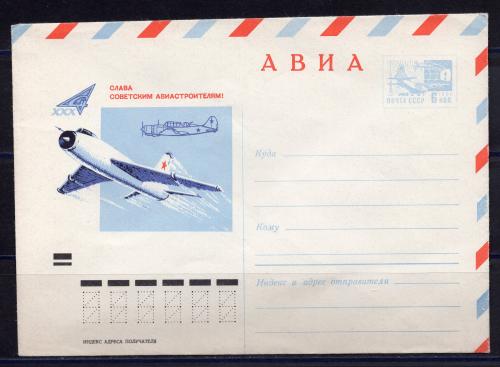 АВИА
СЛАВА
СОВЕТСКИМ АВИАСТРОИТЕЛЯМ!
XXX
ПОЧТА СССР 6 КОП
Куда
Кому
Индекс и адрес отправителя
ИНДЕКС АДРЕСА ПОЛУЧАТЕЛЯ